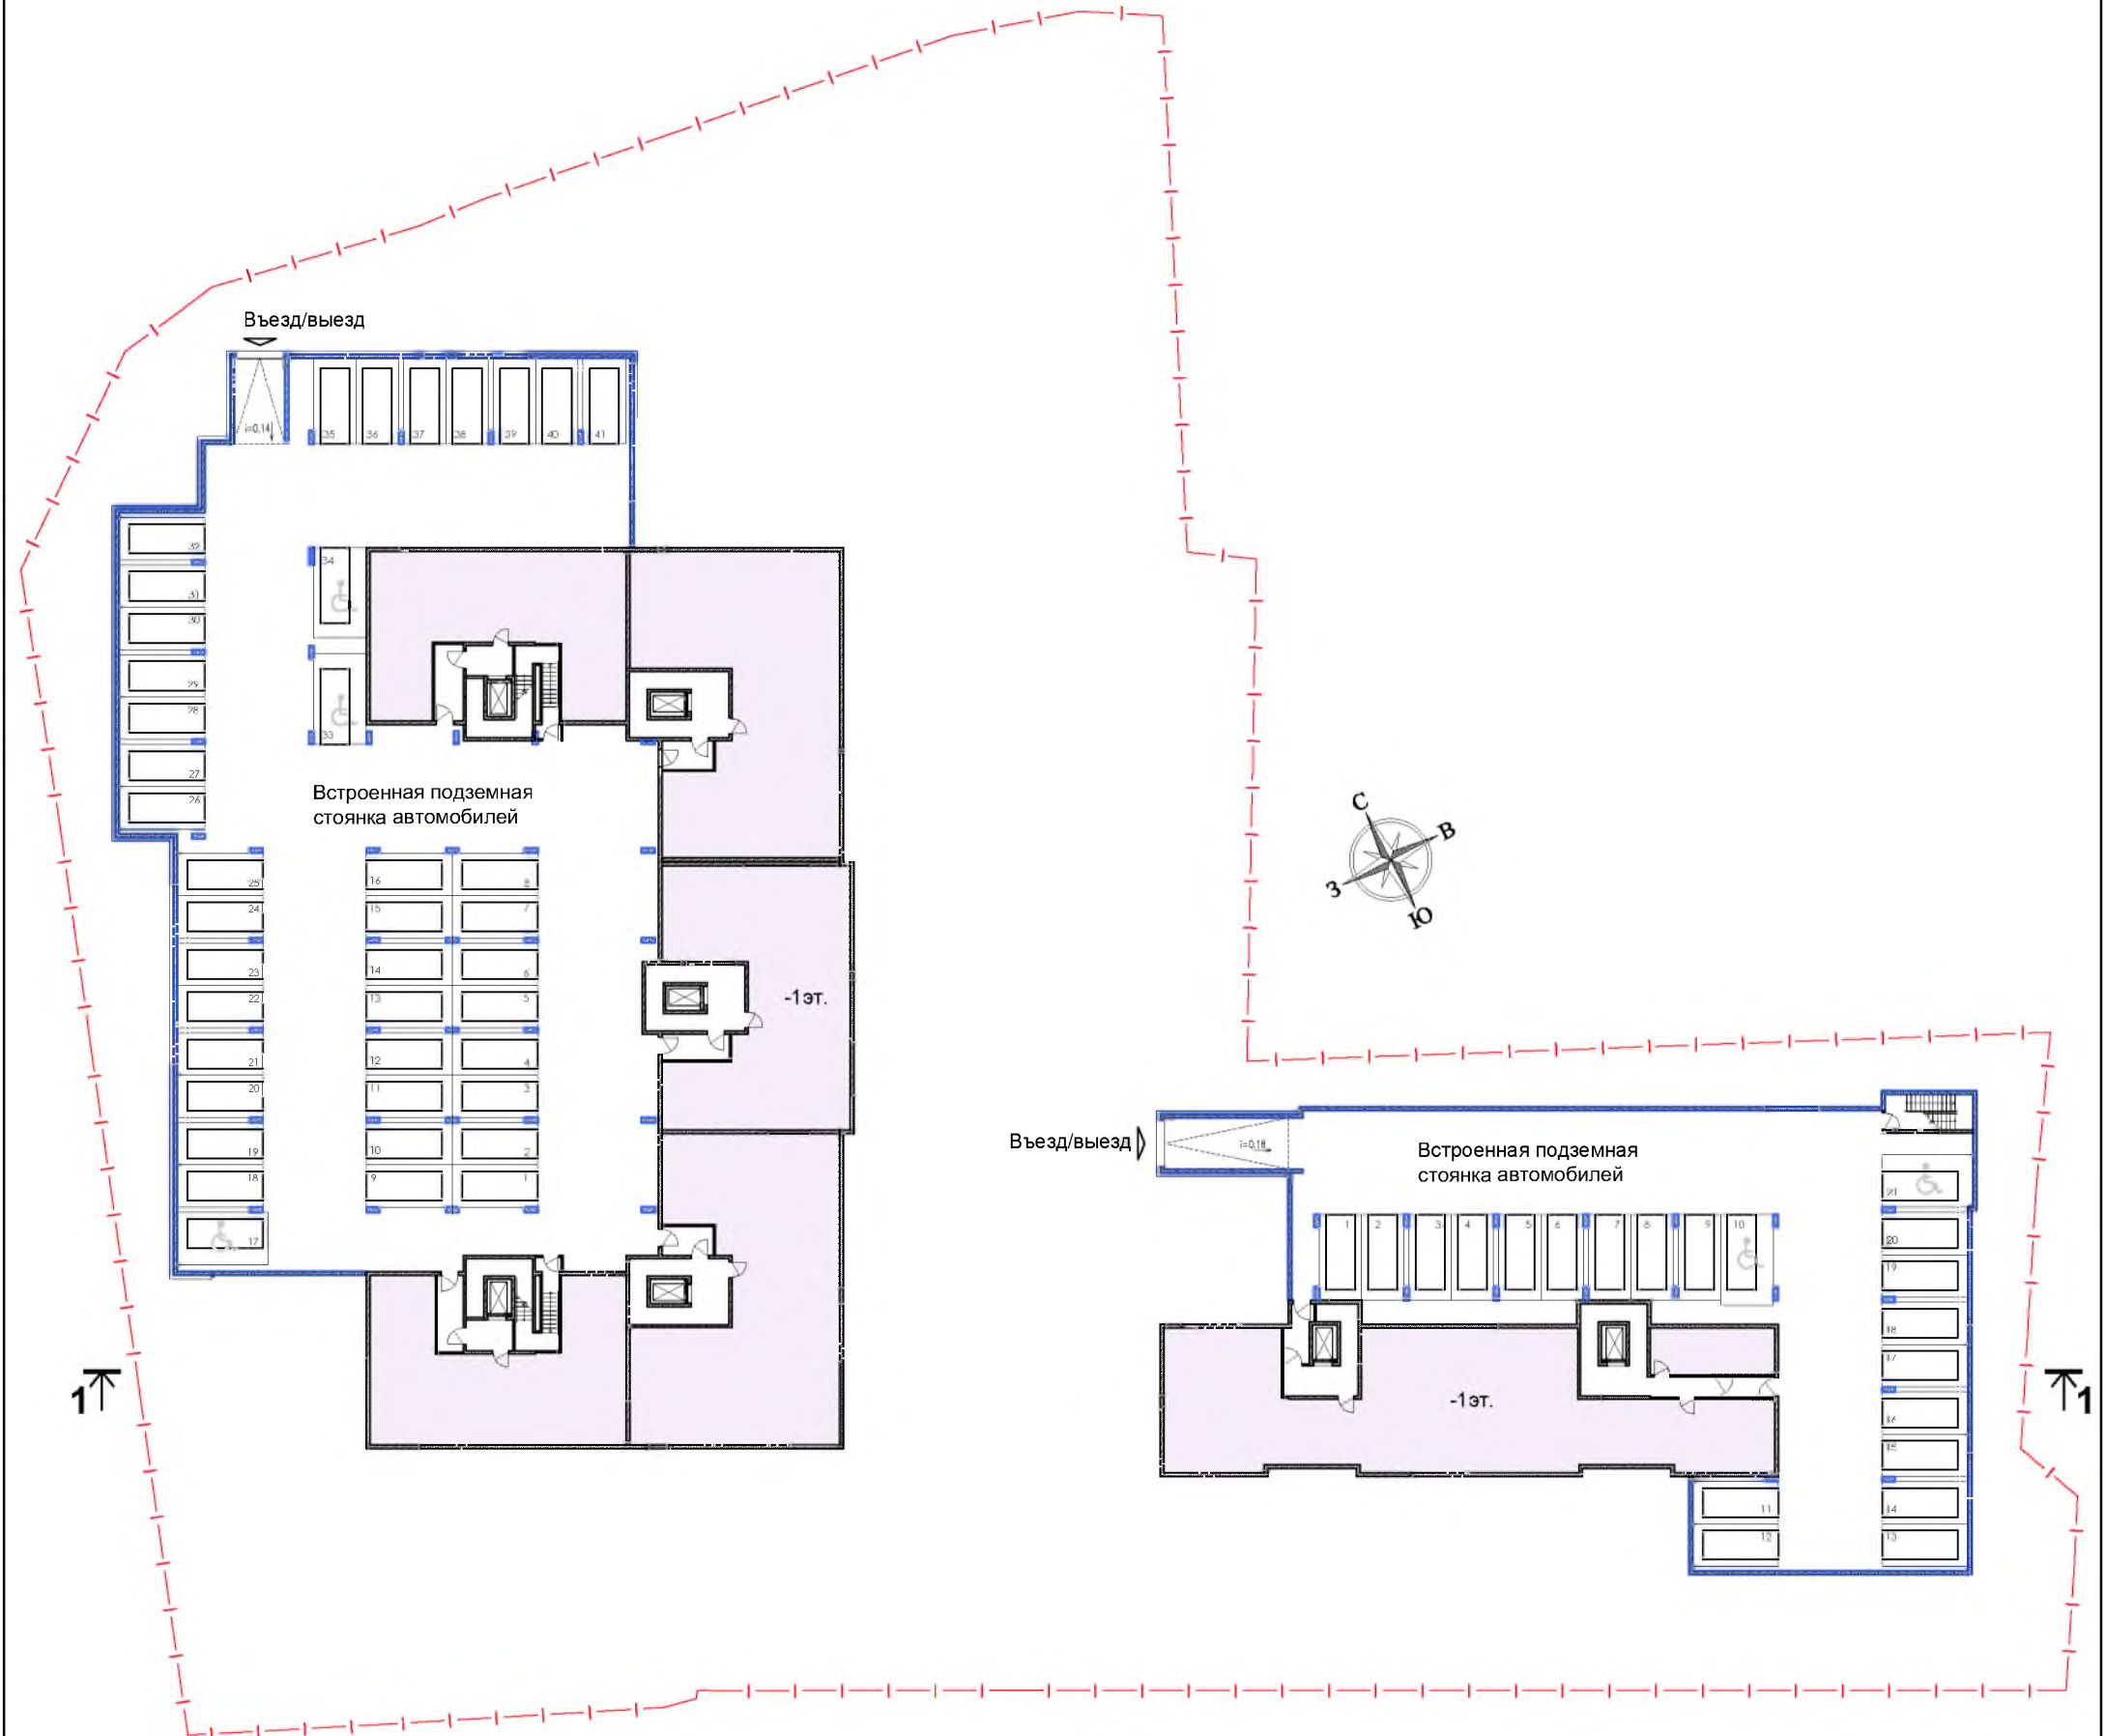 Въезд/выезд
i=0,14
35 36 37 38 39 40 41
32
31
30
29
28
27
26
34
33
Встроенная подземная
стоянка автомобилей
25 16 8
24 15 7
23 14 6
22 13 5
21 12 4
20 11 3
19 10 2
18 9 1
17
-1эт.
С
В
З
Ю
Въезд/выезд
i=0,18
Встроенная подземная
стоянка автомобилей
1 2 3 4 5 6 7 8 9 10
21
20
19
18
17
16
15
14
13
11
12
-1эт.
1
1